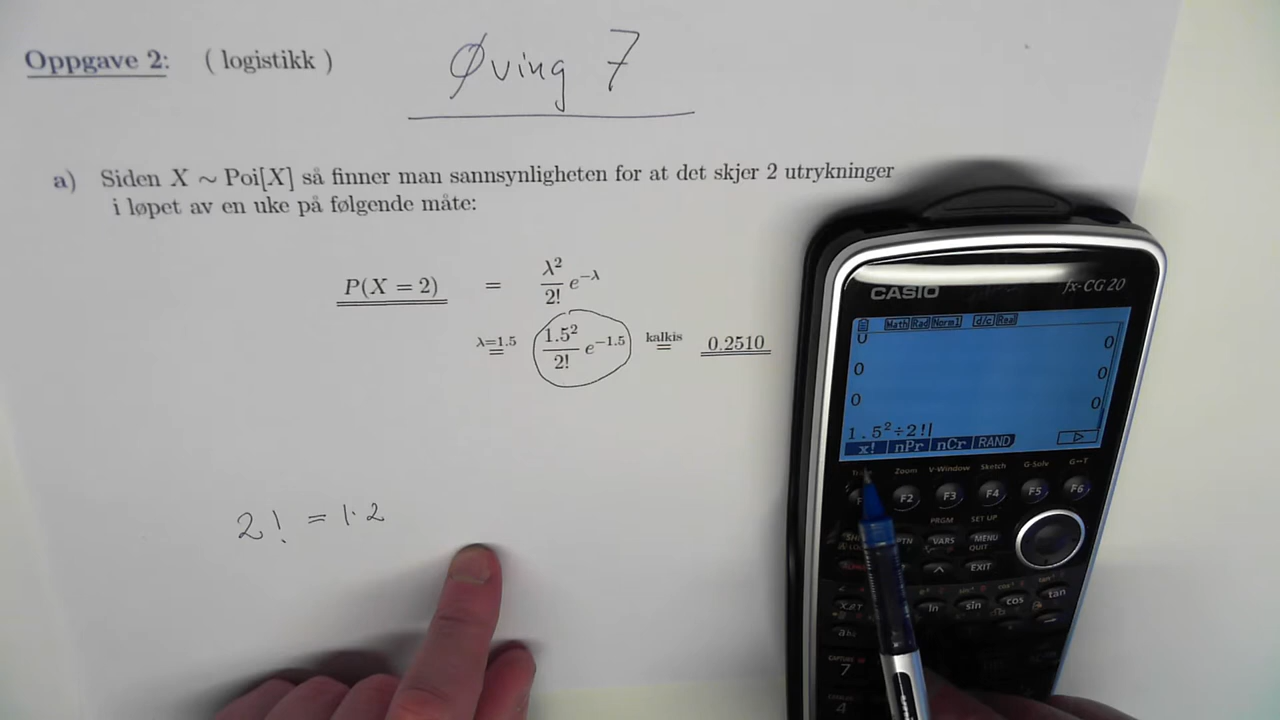 Oppgave 2: ( logistikk )
Øving 7
a) Siden X ∼ Poi[X] så finner man sannsynligheten for at det skjer 2 utrykninger
i løpet av en uke på følgende måte:
P(X = 2) = λ²/2! e^−λ
λ=1.5 = 1.5²/2! e^−1.5 kalkis = 0.2510
2! = 1·2
CASIO fx-CG 20
Math Rad Norm1 d/c Real
0 0
0 0
0 0
1.5²÷2!
x! nPr nCr RAND ▷
Zoom V-Window Sketch G-Solv G↔T
F2 F3 F4 F5 F6
PRGM SET UP
VARS MENU
QUIT
EXIT
ln sin cos tan
CAPTURE
7
4